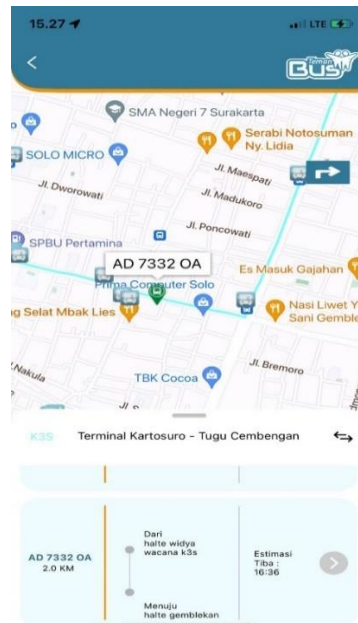 15.27
LTE
Teman
Bus
SMA Negeri 7 Surakarta
Serabi Notosuman
Ny. Lidia
SOLO MICRO
Jl. Maespati
Jl. Dworowati
Jl. Madukoro
Jl. Poncowati
SPBU Pertamina
AD 7332 OA
Es Masuk Gajahan
Prima Computer Solo
g Selat Mbak Lies
Nasi Liwet Y
Sani Gemble
Nakula
TBK Cocoa
Jl. Bremoro
K3S
Terminal Kartosuro - Tugu Cembengan
AD 7332 OA
2.0 KM
Dari
halte widya
wacana k3s
Menuju
halte gemblekan
Estimasi
Tiba :
16:36